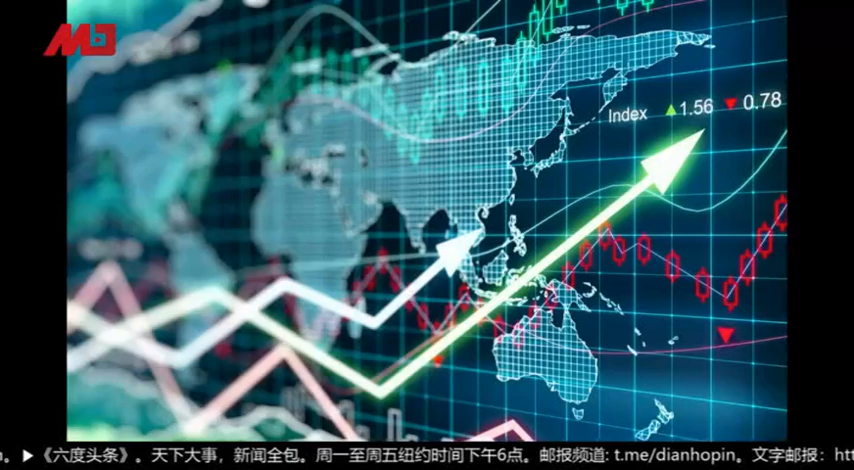 Index ▲1.56 ▼0.78
。▶《六度头条》。天下大事，新闻全包。周一至周五纽约时间下午6点。邮报频道: t.me/dianhopin。文字邮报：htt